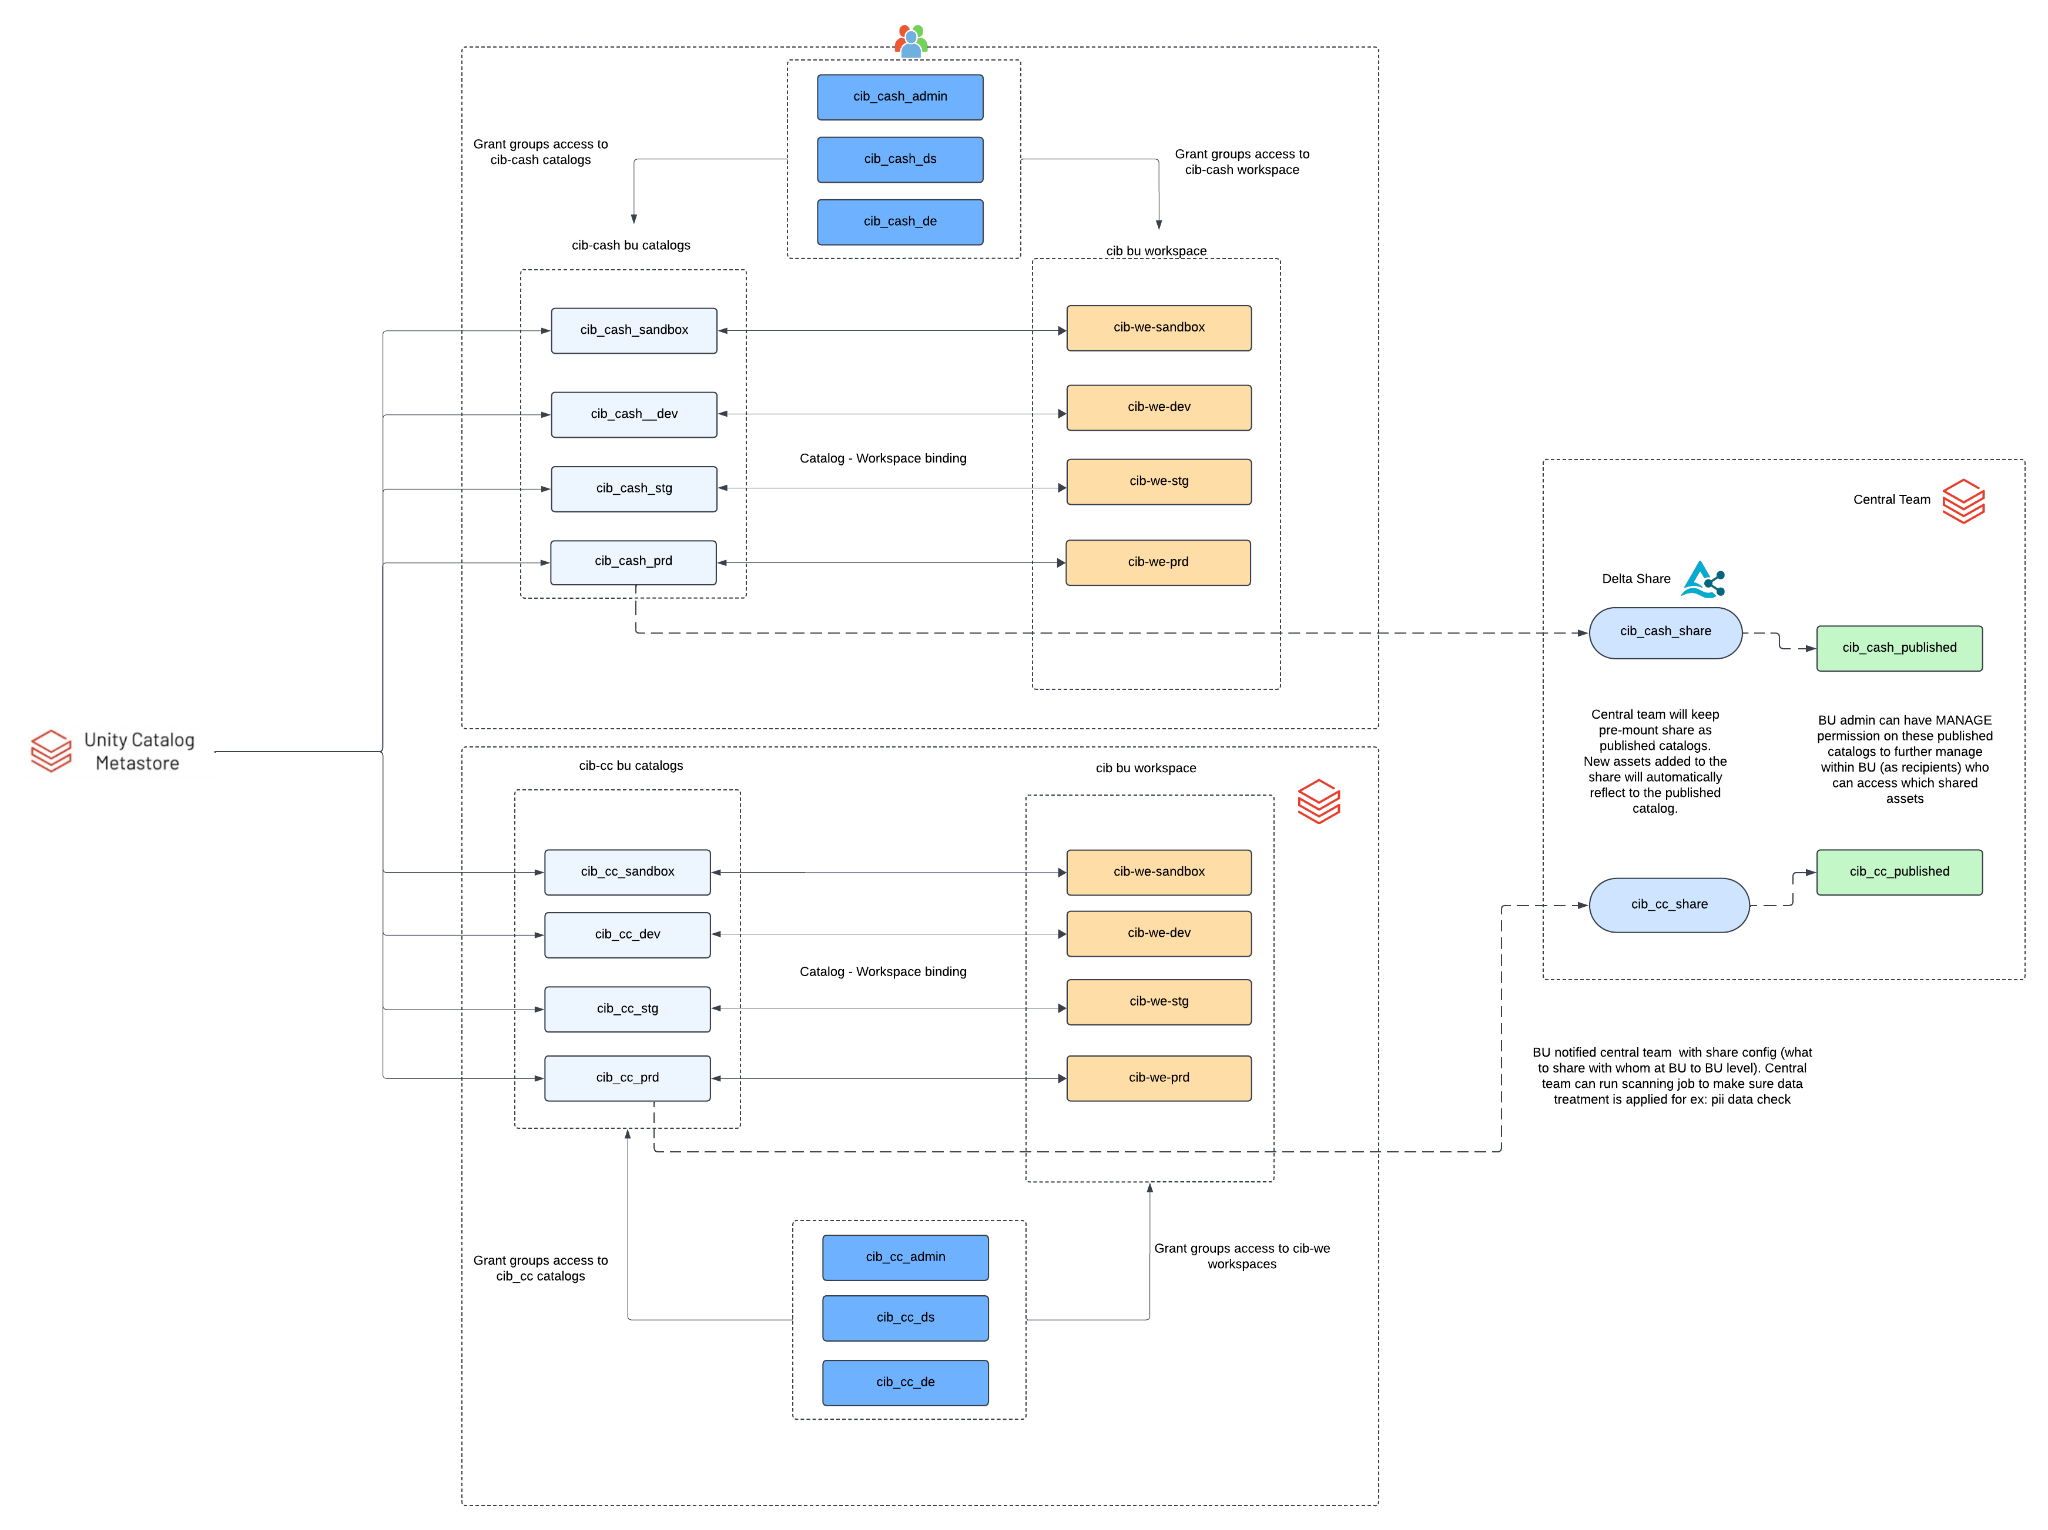 cib_cash_admin
cib_cash_ds
cib_cash_de
Grant groups access to
cib-cash catalogs
Grant groups access to
cib-cash workspace
cib-cash bu catalogs
cib bu workspace
cib_cash_sandbox
cib-we-sandbox
cib_cash__dev
cib-we-dev
Catalog - Workspace binding
cib_cash_stg
cib-we-stg
cib_cash_prd
cib-we-prd
Central Team
Delta Share
cib_cash_share
cib_cash_published
Central team will keep
pre-mount share as
published catalogs.
New assets added to the
share will automatically
reflect to the published
catalog.
BU admin can have MANAGE
permission on these published
catalogs to further manage
within BU (as recipients) who
can access which shared
assets
cib_cc_share
cib_cc_published
BU notified central team  with share config (what
to share with whom at BU to BU level). Central
team can run scanning job to make sure data
treatment is applied for ex: pii data check
Unity Catalog
Metastore
cib-cc bu catalogs
cib bu workspace
cib_cc_sandbox
cib-we-sandbox
cib_cc_dev
cib-we-dev
Catalog - Workspace binding
cib_cc_stg
cib-we-stg
cib_cc_prd
cib-we-prd
Grant groups access to
cib_cc catalogs
Grant groups access to cib-we
workspaces
cib_cc_admin
cib_cc_ds
cib_cc_de